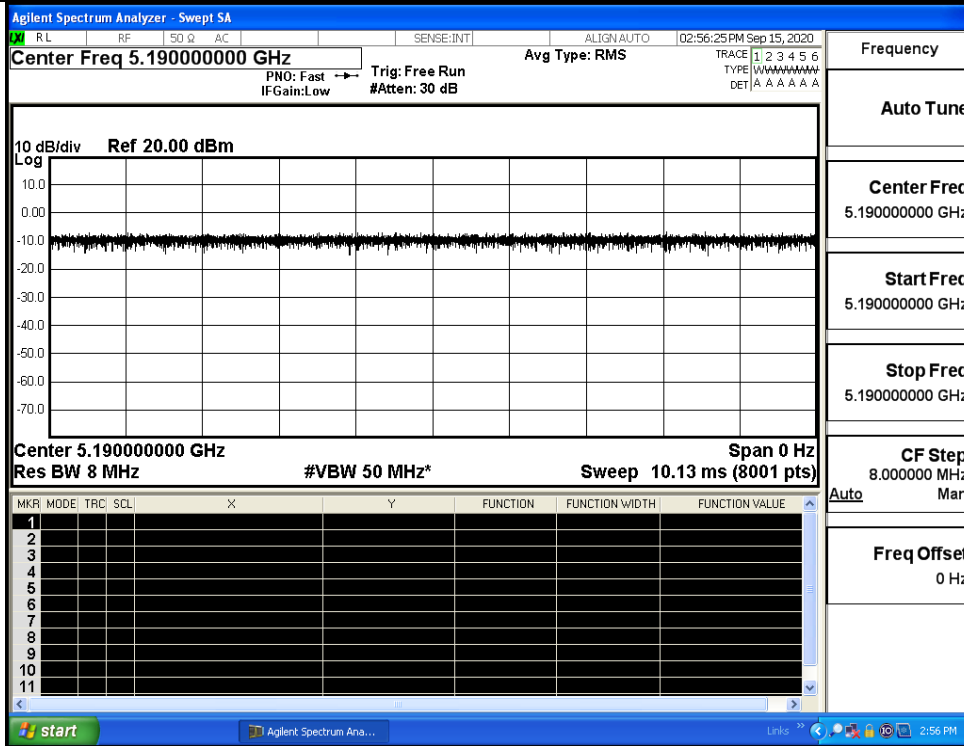 Agilent Spectrum Analyzer - Swept SA
LXI RL RF 50 Ω AC SENSE:INT ALIGN AUTO 02:56:25 PM Sep 15, 2020
Center Freq 5.190000000 GHz
PNO: Fast
IFGain:Low
Trig: Free Run
#Atten: 30 dB
Avg Type: RMS
TRACE 1 2 3 4 5 6
TYPE WWWWWW
DET A A A A A A
10 dB/div Ref 20.00 dBm
Log
10.0
0.00
-10.0
-20.0
-30.0
-40.0
-50.0
-60.0
-70.0
Center 5.190000000 GHz Span 0 Hz
Res BW 8 MHz #VBW 50 MHz* Sweep 10.13 ms (8001 pts)
MKR MODE TRC SCL X Y FUNCTION FUNCTION WIDTH FUNCTION VALUE
1
2
3
4
5
6
7
8
9
10
11
Frequency
Auto Tune
Center Freq
5.190000000 GHz
Start Freq
5.190000000 GHz
Stop Freq
5.190000000 GHz
CF Step
8.000000 MHz
Auto Man
Freq Offset
0 Hz
start Agilent Spectrum Ana... Links » 2:56 PM